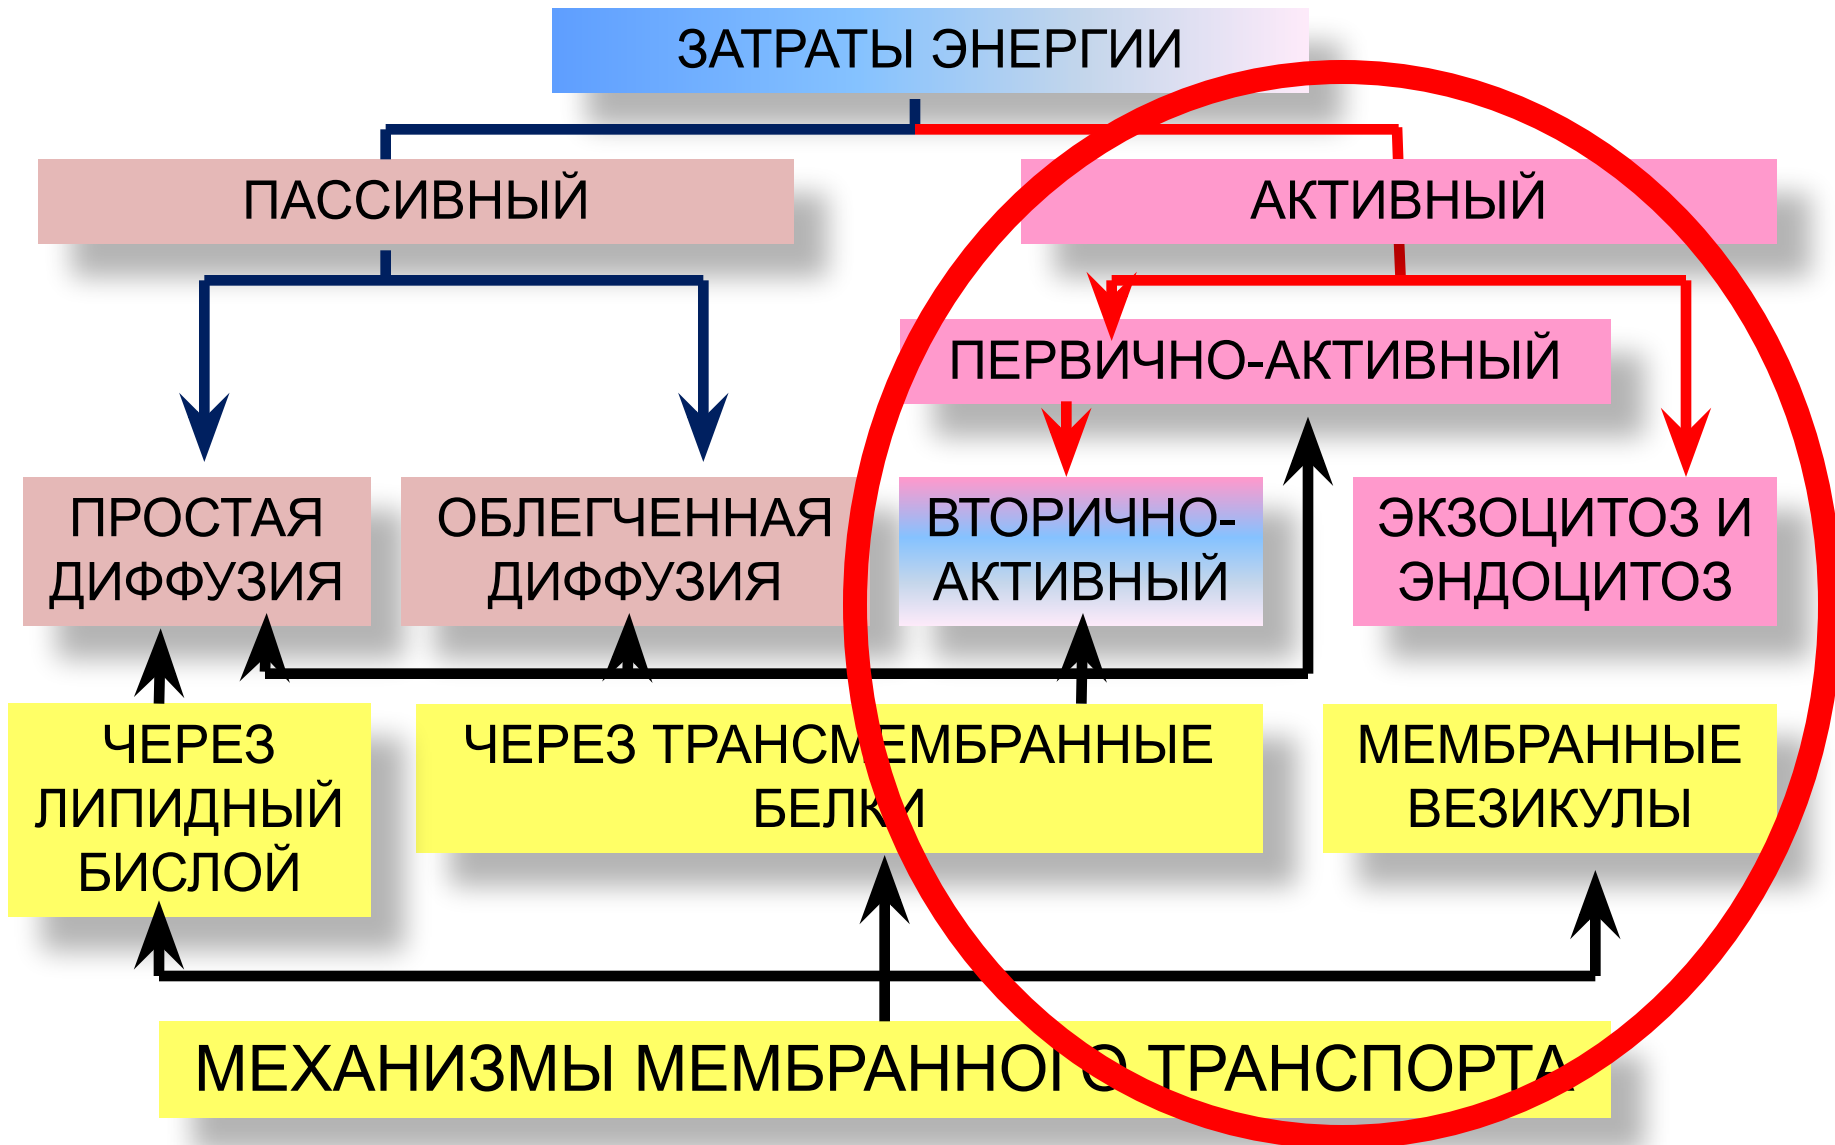 ЗАТРАТЫ ЭНЕРГИИ
ПАССИВНЫЙ
АКТИВНЫЙ
ПЕРВИЧНО-АКТИВНЫЙ
ПРОСТАЯ
ДИФФУЗИЯ
ОБЛЕГЧЕННАЯ
ДИФФУЗИЯ
ВТОРИЧНО-
АКТИВНЫЙ
ЭКЗОЦИТОЗ И
ЭНДОЦИТОЗ
ЧЕРЕЗ
ЛИПИДНЫЙ
БИСЛОЙ
ЧЕРЕЗ ТРАНСМЕМБРАННЫЕ
БЕЛКИ
МЕМБРАННЫЕ
ВЕЗИКУЛЫ
МЕХАНИЗМЫ МЕМБРАННОГО ТРАНСПОРТА